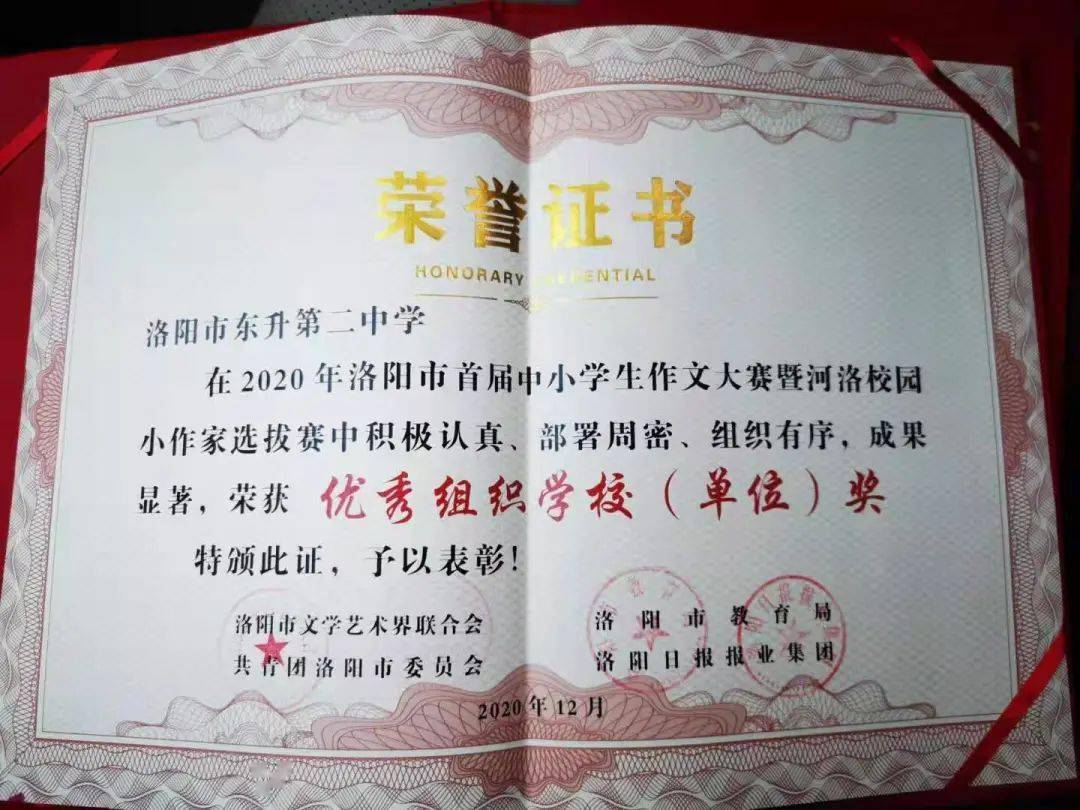 荣誉证书
HONORARY CREDENTIAL
洛阳市东升第二中学
在2020年洛阳市首届中小学生作文大赛暨河洛校园
小作家选拔赛中积极认真、部署周密、组织有序，成果
显著，荣获 优秀组织学校（单位）奖
特颁此证，予以表彰！
洛阳市文学艺术界联合会
共青团洛阳市委员会
洛阳市教育局
洛阳日报报业集团
2020年12月